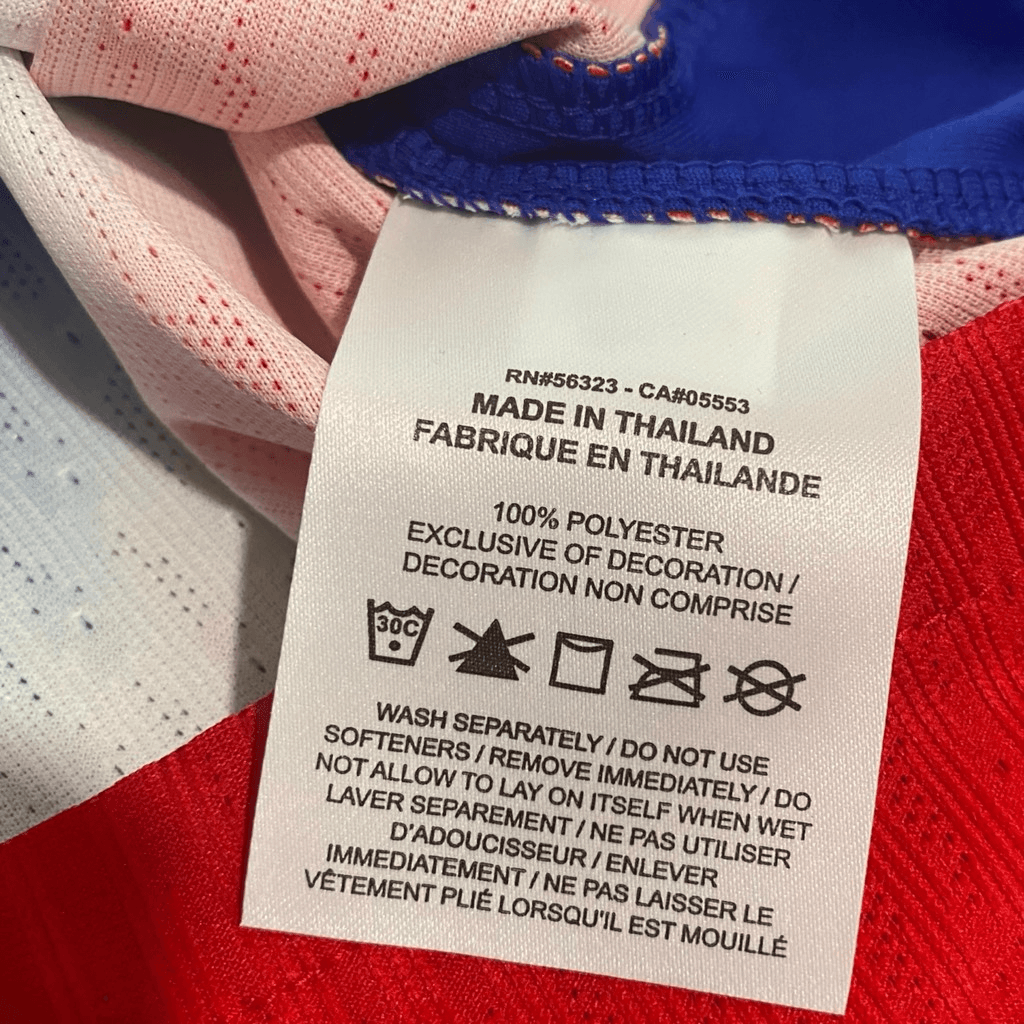 RN#56323 - CA#05553
MADE IN THAILAND
FABRIQUE EN THAILANDE
100% POLYESTER
EXCLUSIVE OF DECORATION /
DECORATION NON COMPRISE
30C
WASH SEPARATELY / DO NOT USE
SOFTENERS / REMOVE IMMEDIATELY / DO
NOT ALLOW TO LAY ON ITSELF WHEN WET
LAVER SEPAREMENT / NE PAS UTILISER
D'ADOUCISSEUR / ENLEVER
IMMEDIATEMENT / NE PAS LAISSER LE
VÊTEMENT PLIÉ LORSQU'IL EST MOUILLÉ